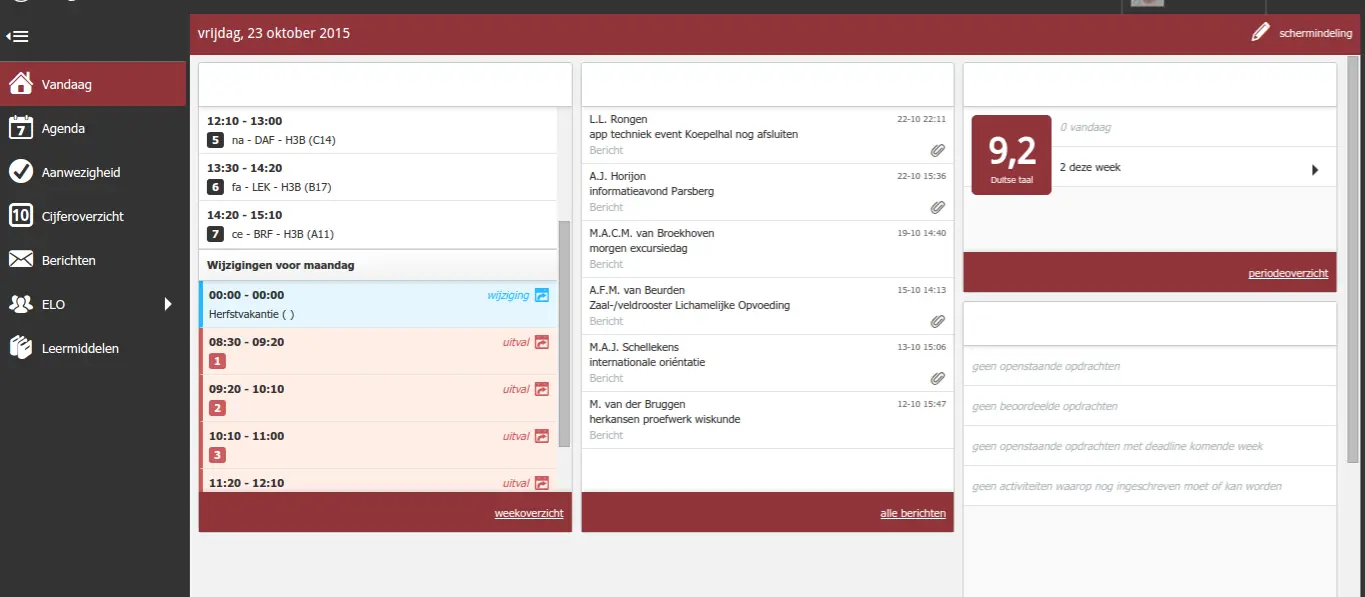 vrijdag, 23 oktober 2015
schermindeling
Vandaag
7 Agenda
Aanwezigheid
10 Cijferoverzicht
Berichten
ELO
Leermiddelen
12:10 - 13:00
5 na - DAF - H3B (C14)
13:30 - 14:20
6 fa - LEK - H3B (B17)
14:20 - 15:10
7 ce - BRF - H3B (A11)
Wijzigingen voor maandag
00:00 - 00:00 wijziging
Herfstvakantie ( )
08:30 - 09:20 uitval
1
09:20 - 10:10 uitval
2
10:10 - 11:00 uitval
3
11:20 - 12:10 uitval
weekoverzicht
L.L. Rongen 22-10 22:11
app techniek event Koepelhal nog afsluiten
Bericht
A.J. Horijon 22-10 15:36
informatieavond Parsberg
Bericht
M.A.C.M. van Broekhoven 19-10 14:40
morgen excursiedag
Bericht
A.F.M. van Beurden 15-10 14:13
Zaal-/veldrooster Lichamelijke Opvoeding
Bericht
M.A.J. Schellekens 13-10 15:06
internationale oriëntatie
Bericht
M. van der Bruggen 12-10 15:47
herkansen proefwerk wiskunde
Bericht
alle berichten
9,2
Duitse taal
0 vandaag
2 deze week
periodeoverzicht
geen openstaande opdrachten
geen beoordeelde opdrachten
geen openstaande opdrachten met deadline komende week
geen activiteiten waarop nog ingeschreven moet of kan worden